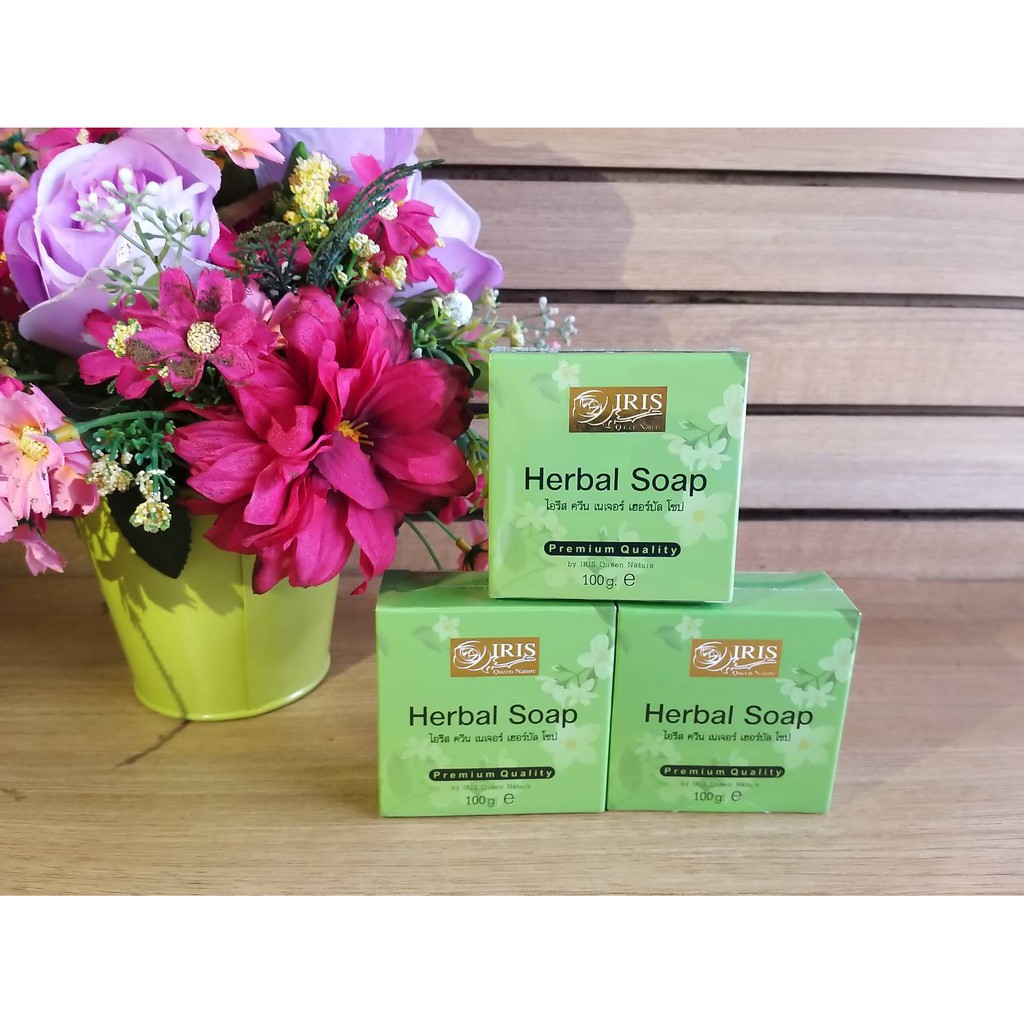 IRIS
Queen Nature
Herbal Soap
ไอรีส ควีน เนเจอร์ เฮอร์บัล โซป
Premium Quality
by IRIS Queen Nature
100g. ℮
IRIS
Queen Nature
Herbal Soap
ไอรีส ควีน เนเจอร์ เฮอร์บัล โซป
Premium Quality
by IRIS Queen Nature
100g. ℮
IRIS
Queen Nature
Herbal Soap
ไอรีส ควีน เนเจอร์ เฮอร์บัล โซป
Premium Quality
by IRIS Queen Nature
100g. ℮